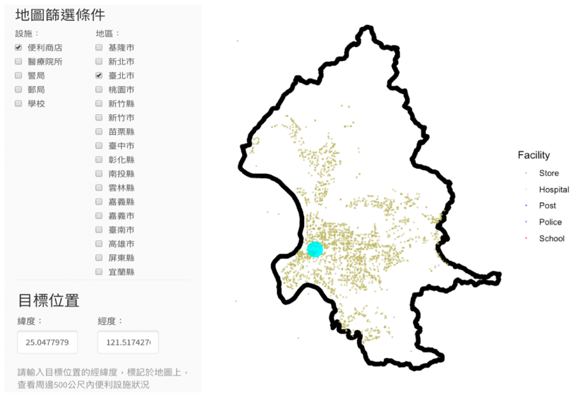 地圖篩選條件
設施：
便利商店
醫療院所
警局
郵局
學校
地區：
基隆市
新北市
臺北市
桃園市
新竹縣
新竹市
苗栗縣
臺中市
彰化縣
南投縣
雲林縣
嘉義縣
嘉義市
臺南市
高雄市
屏東縣
宜蘭縣
目標位置
緯度：
25.0477979
經度：
121.517427
請輸入目標位置的經緯度，標記於地圖上，
查看周邊500公尺內便利設施狀況
Facility
Store
Hospital
Post
Police
School